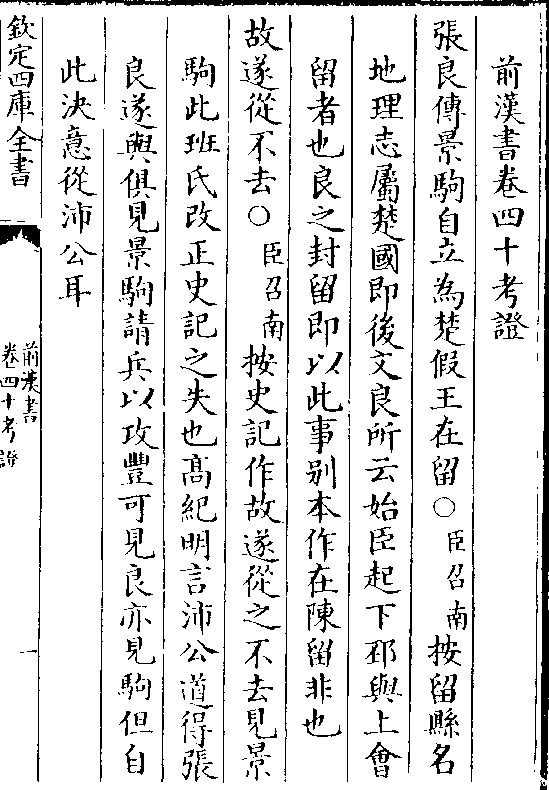 前漢書卷四十考證
張良傳景駒自立為楚假王在留○臣召南按留縣名
地理志屬楚國即後文良所云始臣起下邳與上會
留者也良之封留即以此事别本作在陳留非也
故遂從不去○臣召南按史記作故遂從之不去見景
駒此班氏改正史記之失也髙紀明言沛公道得張
良遂與俱見景駒請兵以攻豐可見良亦見駒但自
此決意從沛公耳
欽定四庫全書
前漢書
卷四十考證
一